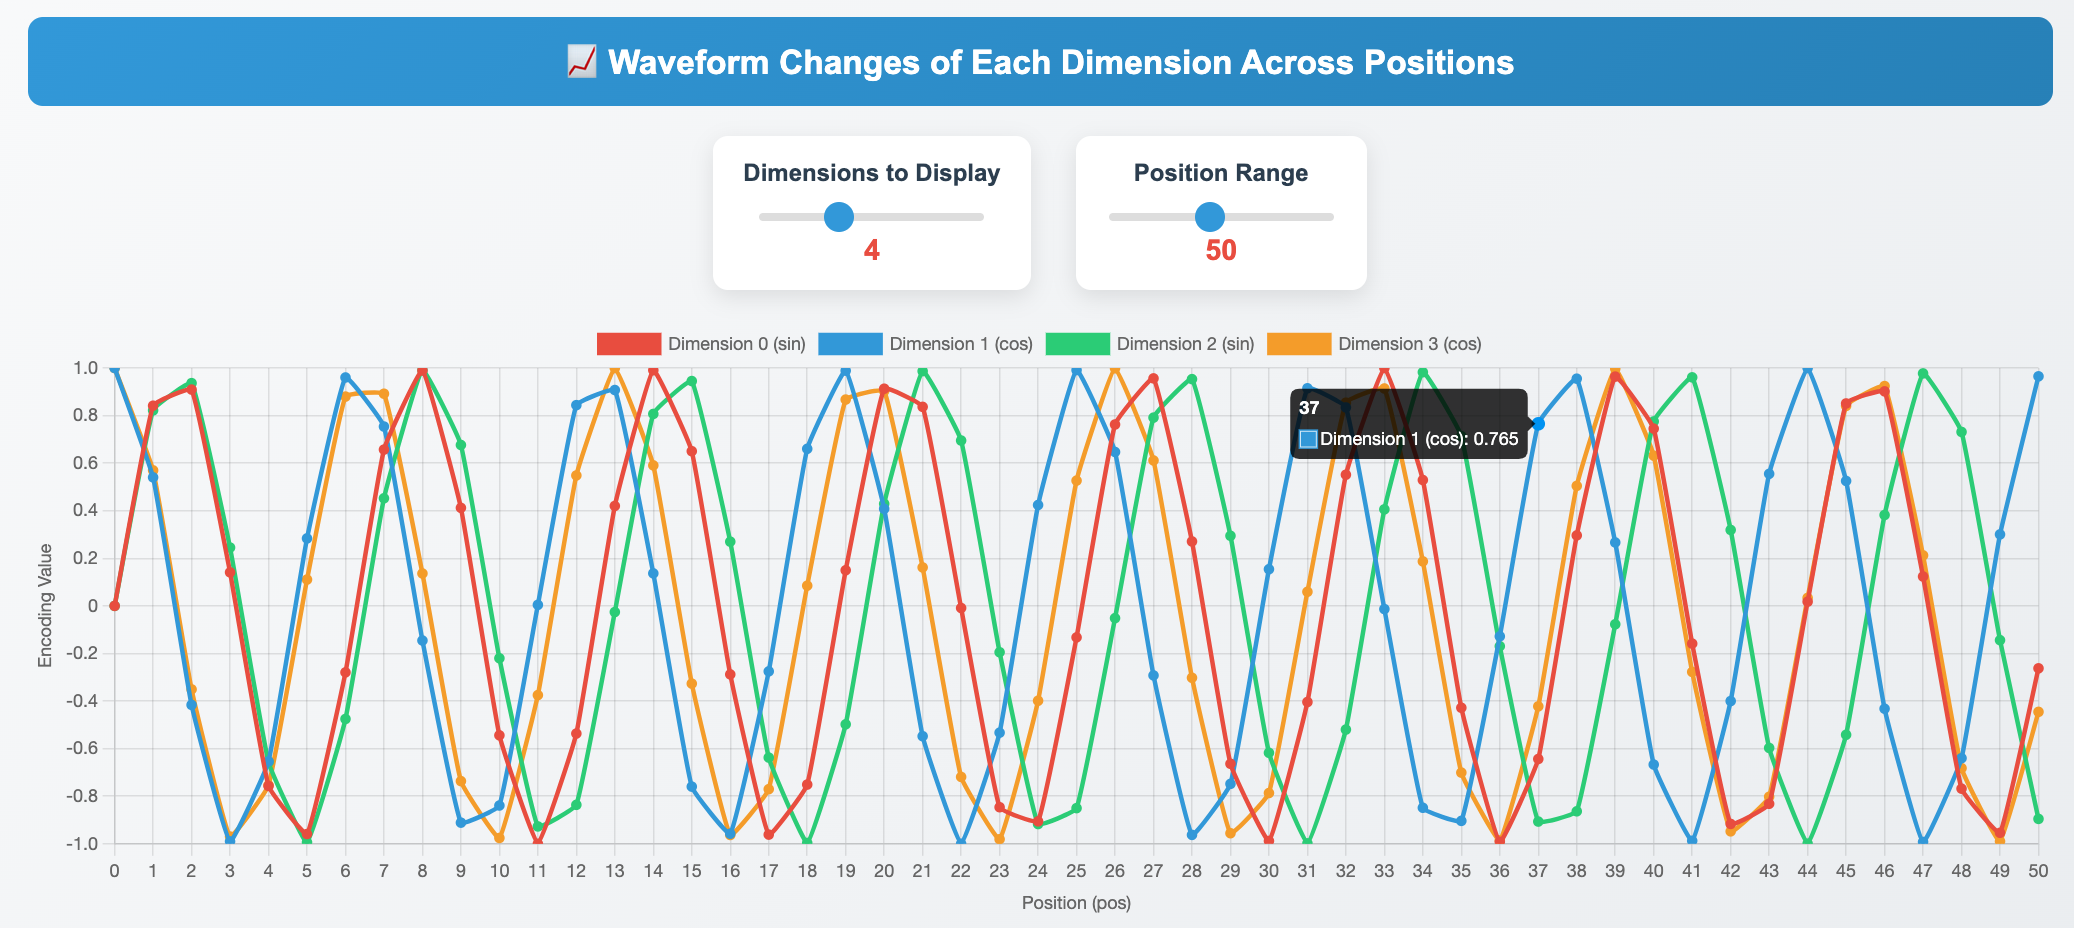 📈 Waveform Changes of Each Dimension Across Positions
Dimensions to Display
4
Position Range
50
Dimension 0 (sin) Dimension 1 (cos) Dimension 2 (sin) Dimension 3 (cos)
1.0
0.8
0.6
0.4
0.2
0
-0.2
-0.4
-0.6
-0.8
-1.0
Encoding Value
37
Dimension 1 (cos): 0.765
0 1 2 3 4 5 6 7 8 9 10 11 12 13 14 15 16 17 18 19 20 21 22 23 24 25 26 27 28 29 30 31 32 33 34 35 36 37 38 39 40 41 42 43 44 45 46 47 48 49 50
Position (pos)